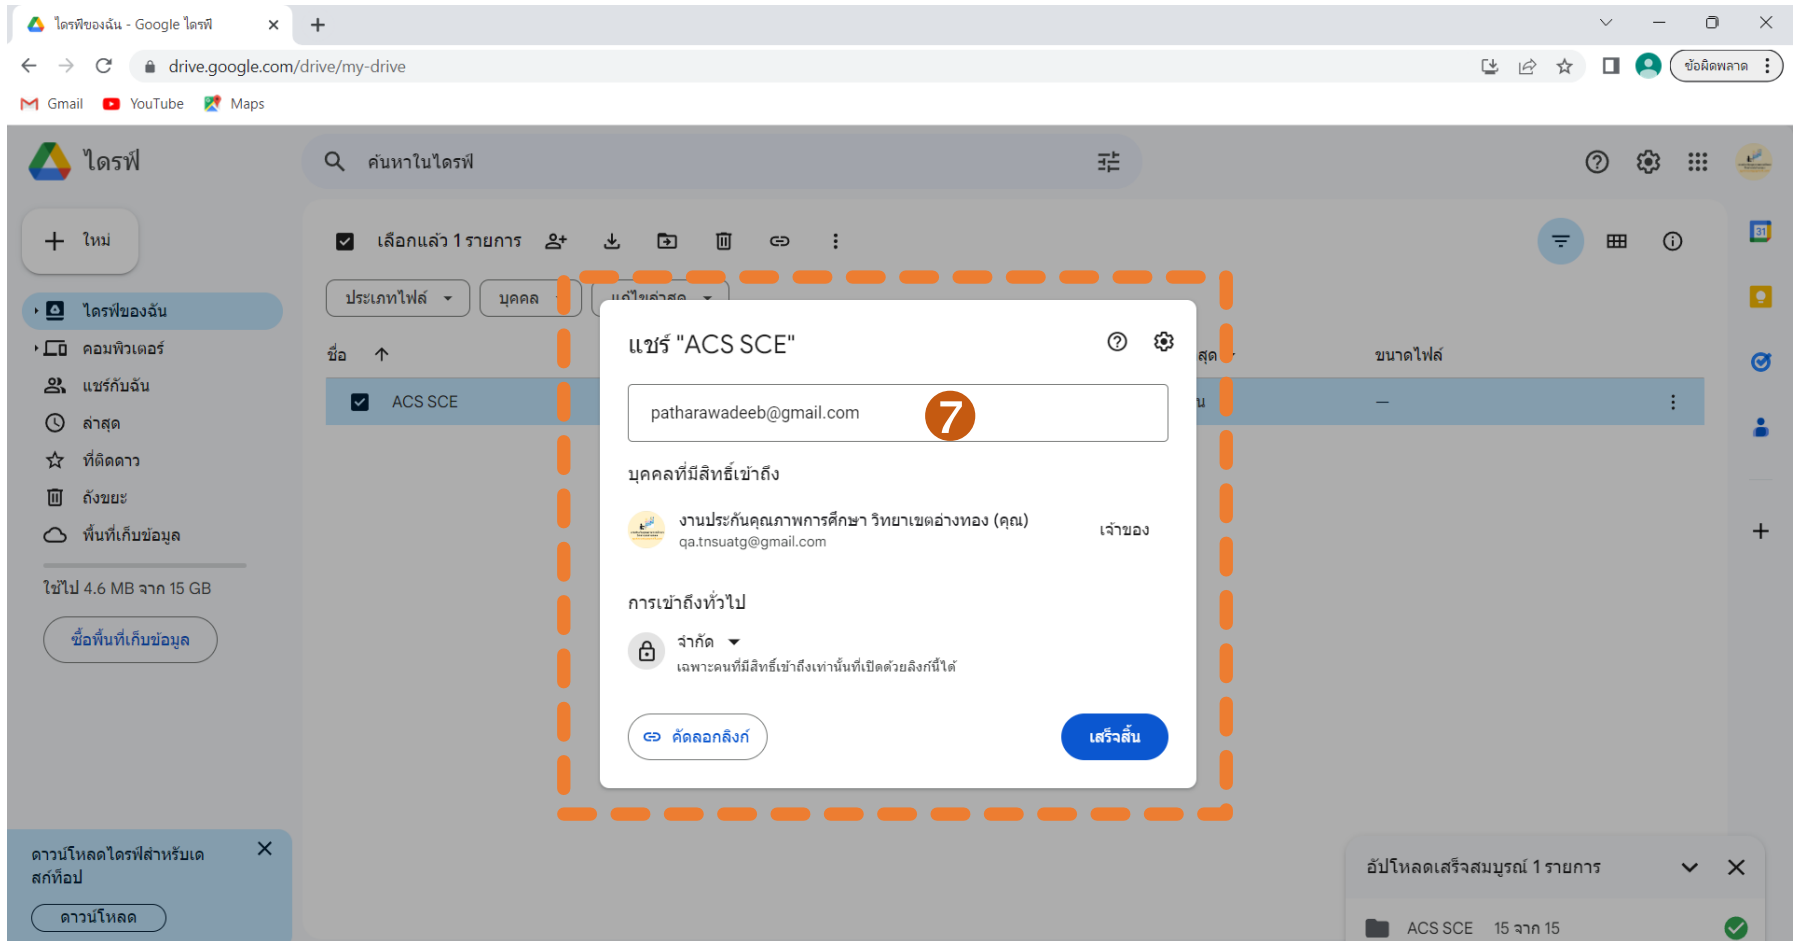 ไดรฟ์ของฉัน - Google ไดรฟ์
drive.google.com/drive/my-drive
ข้อผิดพลาด
Gmail YouTube Maps
ไดรฟ์
ค้นหาในไดรฟ์
ใหม่
เลือกแล้ว 1 รายการ
31
ประเภทไฟล์ บุคคล แก้ไขล่าสุด
ไดรฟ์ของฉัน
คอมพิวเตอร์
แชร์กับฉัน
ล่าสุด
ที่ติดดาว
ถังขยะ
พื้นที่เก็บข้อมูล
ใช้ไป 4.6 MB จาก 15 GB
ซื้อพื้นที่เก็บข้อมูล
ชื่อ
ขนาดไฟล์
ACS SCE
—
แชร์ "ACS SCE"
patharawadeeb@gmail.com
7
บุคคลที่มีสิทธิ์เข้าถึง
งานประกันคุณภาพการศึกษา วิทยาเขตอ่างทอง (คุณ)
qa.tnsuatg@gmail.com
เจ้าของ
การเข้าถึงทั่วไป
จำกัด
เฉพาะคนที่มีสิทธิ์เข้าถึงเท่านั้นที่เปิดด้วยลิงก์นี้ได้
คัดลอกลิงก์
เสร็จสิ้น
ดาวน์โหลดไดรฟ์สำหรับเด
สก์ท็อป
ดาวน์โหลด
อัปโหลดเสร็จสมบูรณ์ 1 รายการ
ACS SCE 15 จาก 15